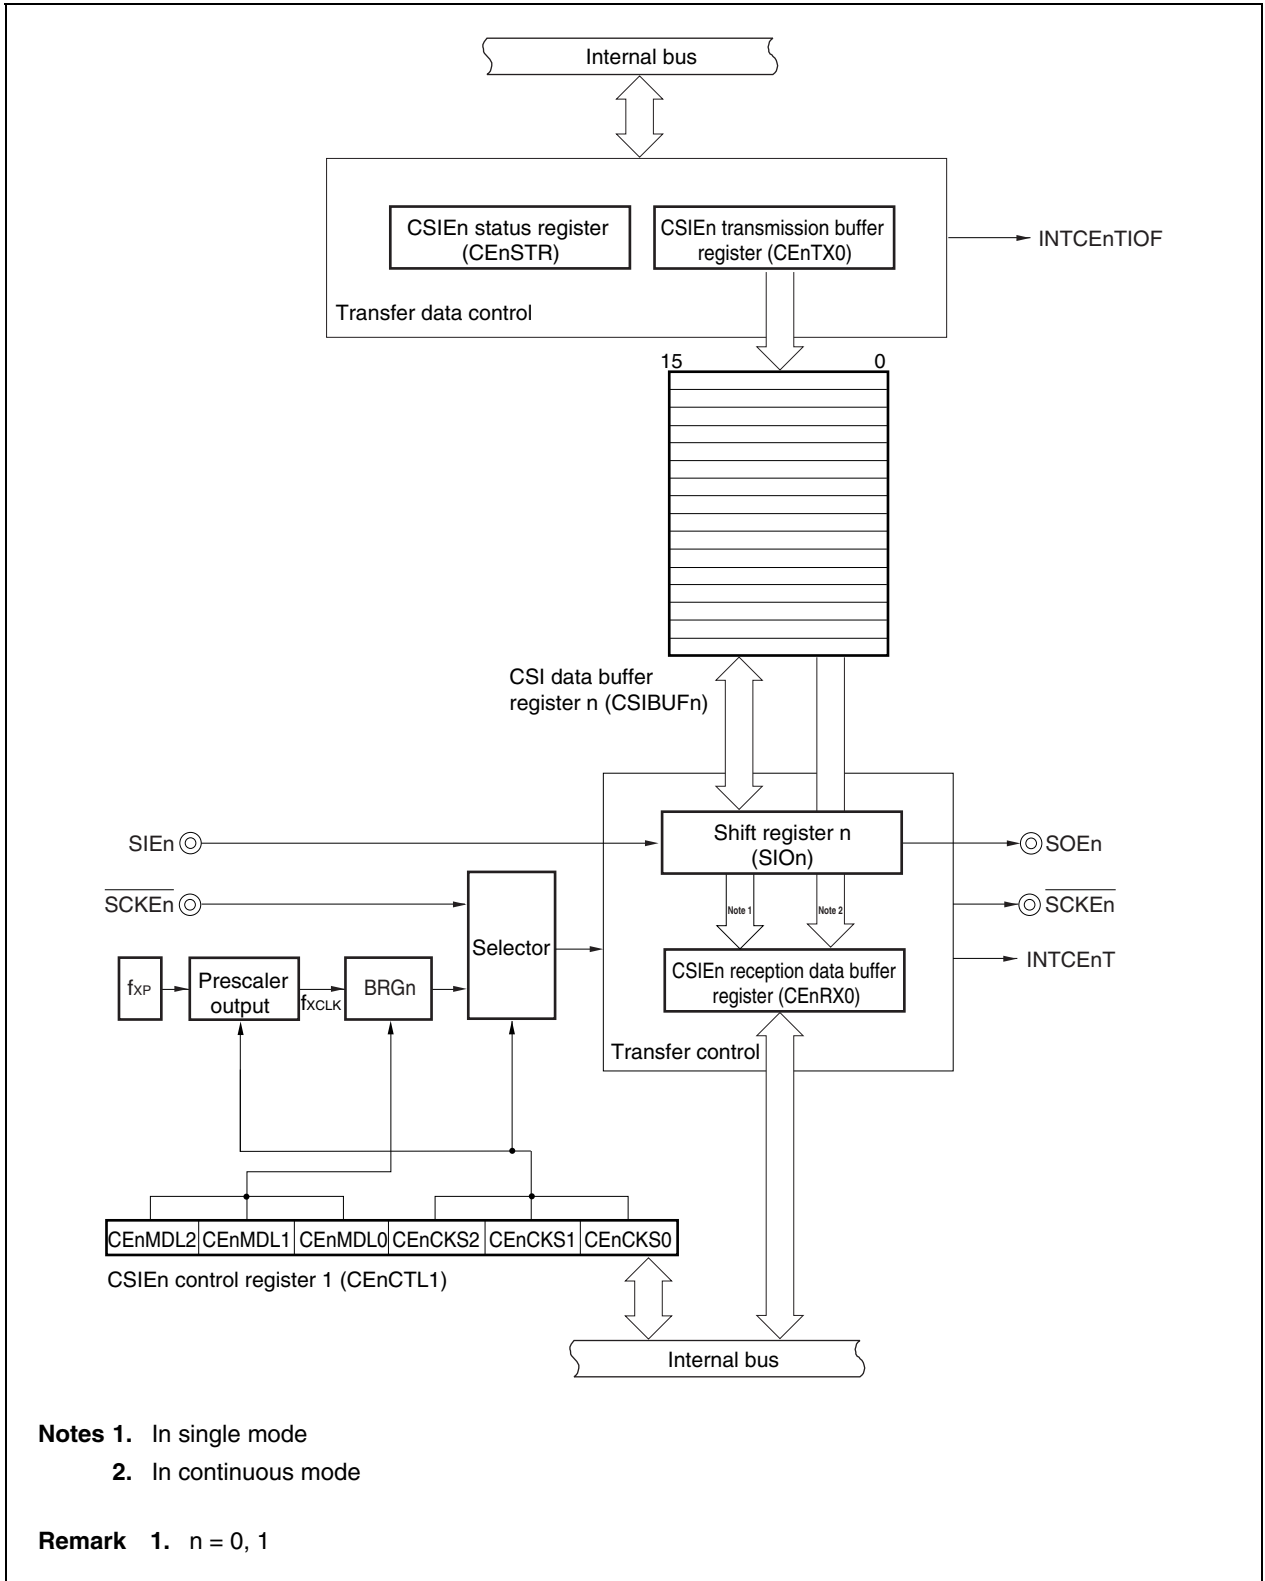 Internal bus
CSIEn status register
(CEnSTR)
CSIEn transmission buffer
register (CEnTX0)
INTCEnTIOF
Transfer data control
15 0
CSI data buffer
register n (CSIBUFn)
SIEn
Shift register n
(SIOn)
SOEn
SCKEn
SCKEn
Note 1
Note 2
Selector
INTCEnT
fXP
Prescaler
output
fXCLK
BRGn
CSIEn reception data buffer
register (CEnRX0)
Transfer control
CEnMDL2 CEnMDL1 CEnMDL0 CEnCKS2 CEnCKS1 CEnCKS0
CSIEn control register 1 (CEnCTL1)
Internal bus
Notes 1. In single mode
2. In continuous mode
Remark 1. n = 0, 1